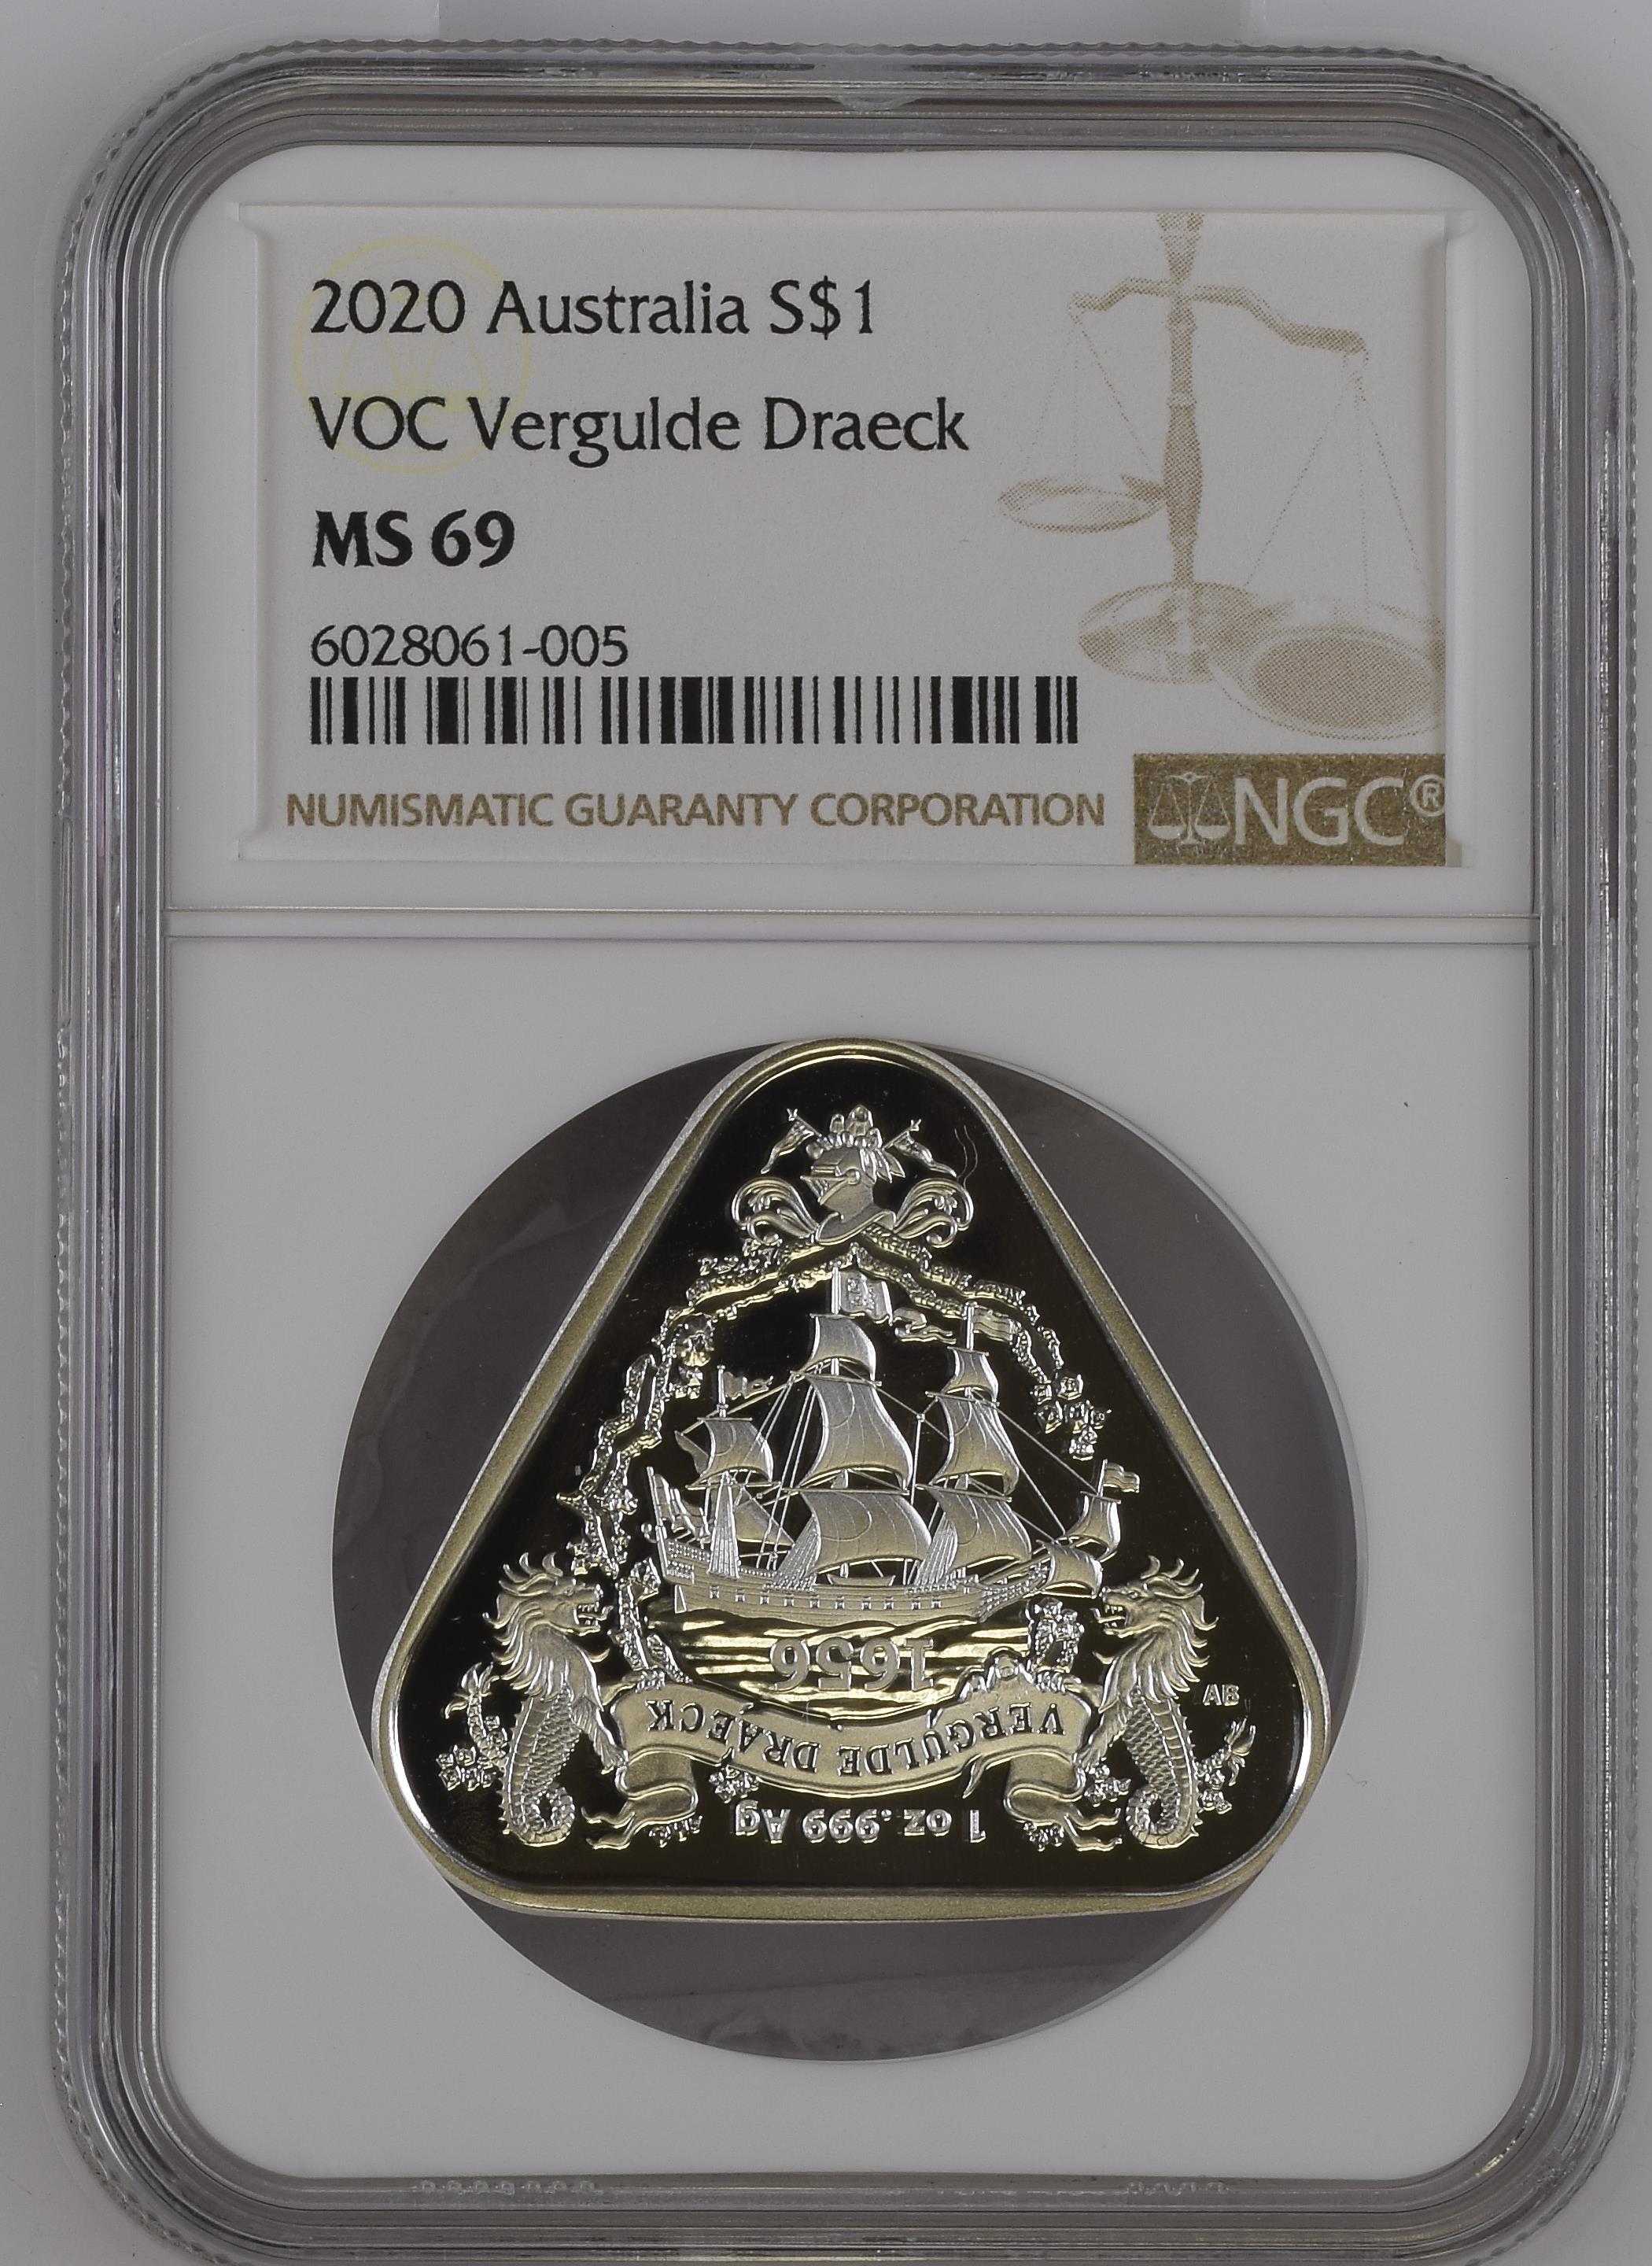 2020 Australia S$1
VOC Vergulde Draeck
MS 69
6028061-005
NUMISMATIC GUARANTY CORPORATION
NGC®
1656
AB
VERGULDE DRAECK
1 oz .999 Ag